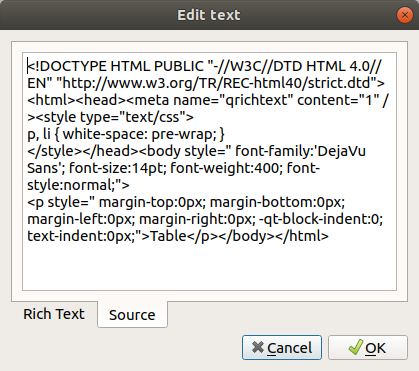 Edit text
<!DOCTYPE HTML PUBLIC "-//W3C//DTD HTML 4.0//
EN" "http://www.w3.org/TR/REC-html40/strict.dtd">
<html><head><meta name="qrichtext" content="1" /
><style type="text/css">
p, li { white-space: pre-wrap; }
</style></head><body style=" font-family:'DejaVu
Sans'; font-size:14pt; font-weight:400; font-
style:normal;">
<p style=" margin-top:0px; margin-bottom:0px;
margin-left:0px; margin-right:0px; -qt-block-indent:0;
text-indent:0px;">Table</p></body></html>
Rich Text
Source
Cancel
OK